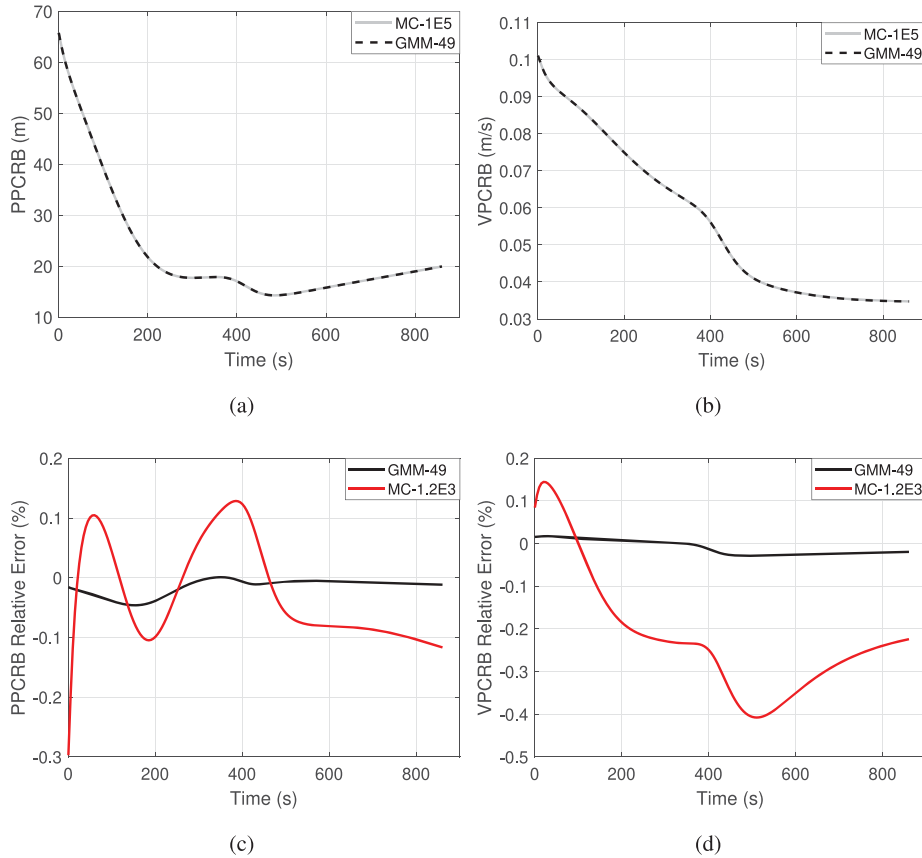 70
60
50
40
30
20
10
0 200 400 600 800
PPCRB (m)
Time (s)
MC-1E5
GMM-49
(a)
0.11
0.1
0.09
0.08
0.07
0.06
0.05
0.04
0.03
0 200 400 600 800
VPCRB (m/s)
Time (s)
MC-1E5
GMM-49
(b)
0.2
0.1
0
-0.1
-0.2
-0.3
0 200 400 600 800
PPCRB Relative Error (%)
Time (s)
GMM-49
MC-1.2E3
(c)
0.2
0.1
0
-0.1
-0.2
-0.3
-0.4
-0.5
0 200 400 600 800
VPCRB Relative Error (%)
Time (s)
GMM-49
MC-1.2E3
(d)